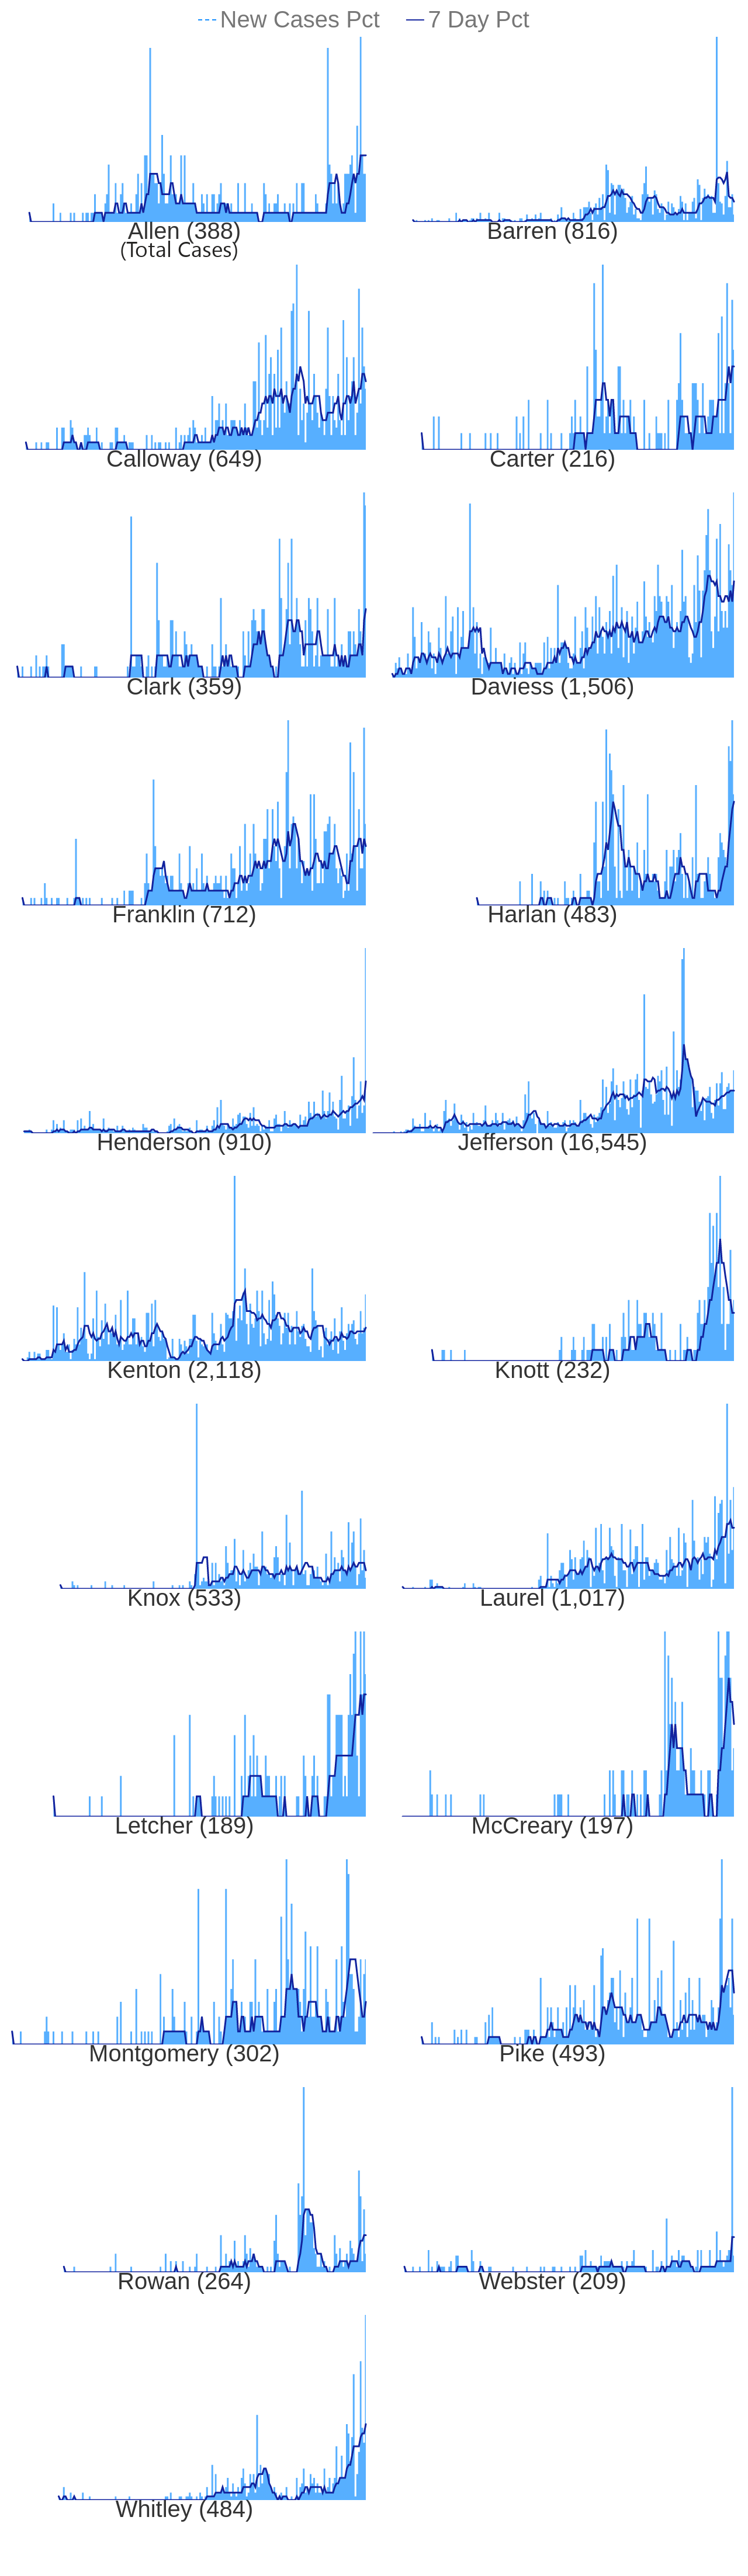 New Cases Pct 7 Day Pct
Allen (388) Barren (816)
(Total Cases)
Calloway (649) Carter (216)
Clark (359) Daviess (1,506)
Franklin (712) Harlan (483)
Henderson (910) Jefferson (16,545)
Kenton (2,118) Knott (232)
Knox (533) Laurel (1,017)
Letcher (189) McCreary (197)
Montgomery (302) Pike (493)
Rowan (264) Webster (209)
Whitley (484)